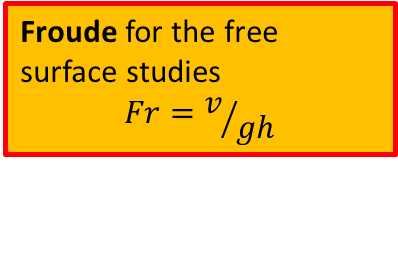 Froude for the free
surface studies
Fr = v/gh